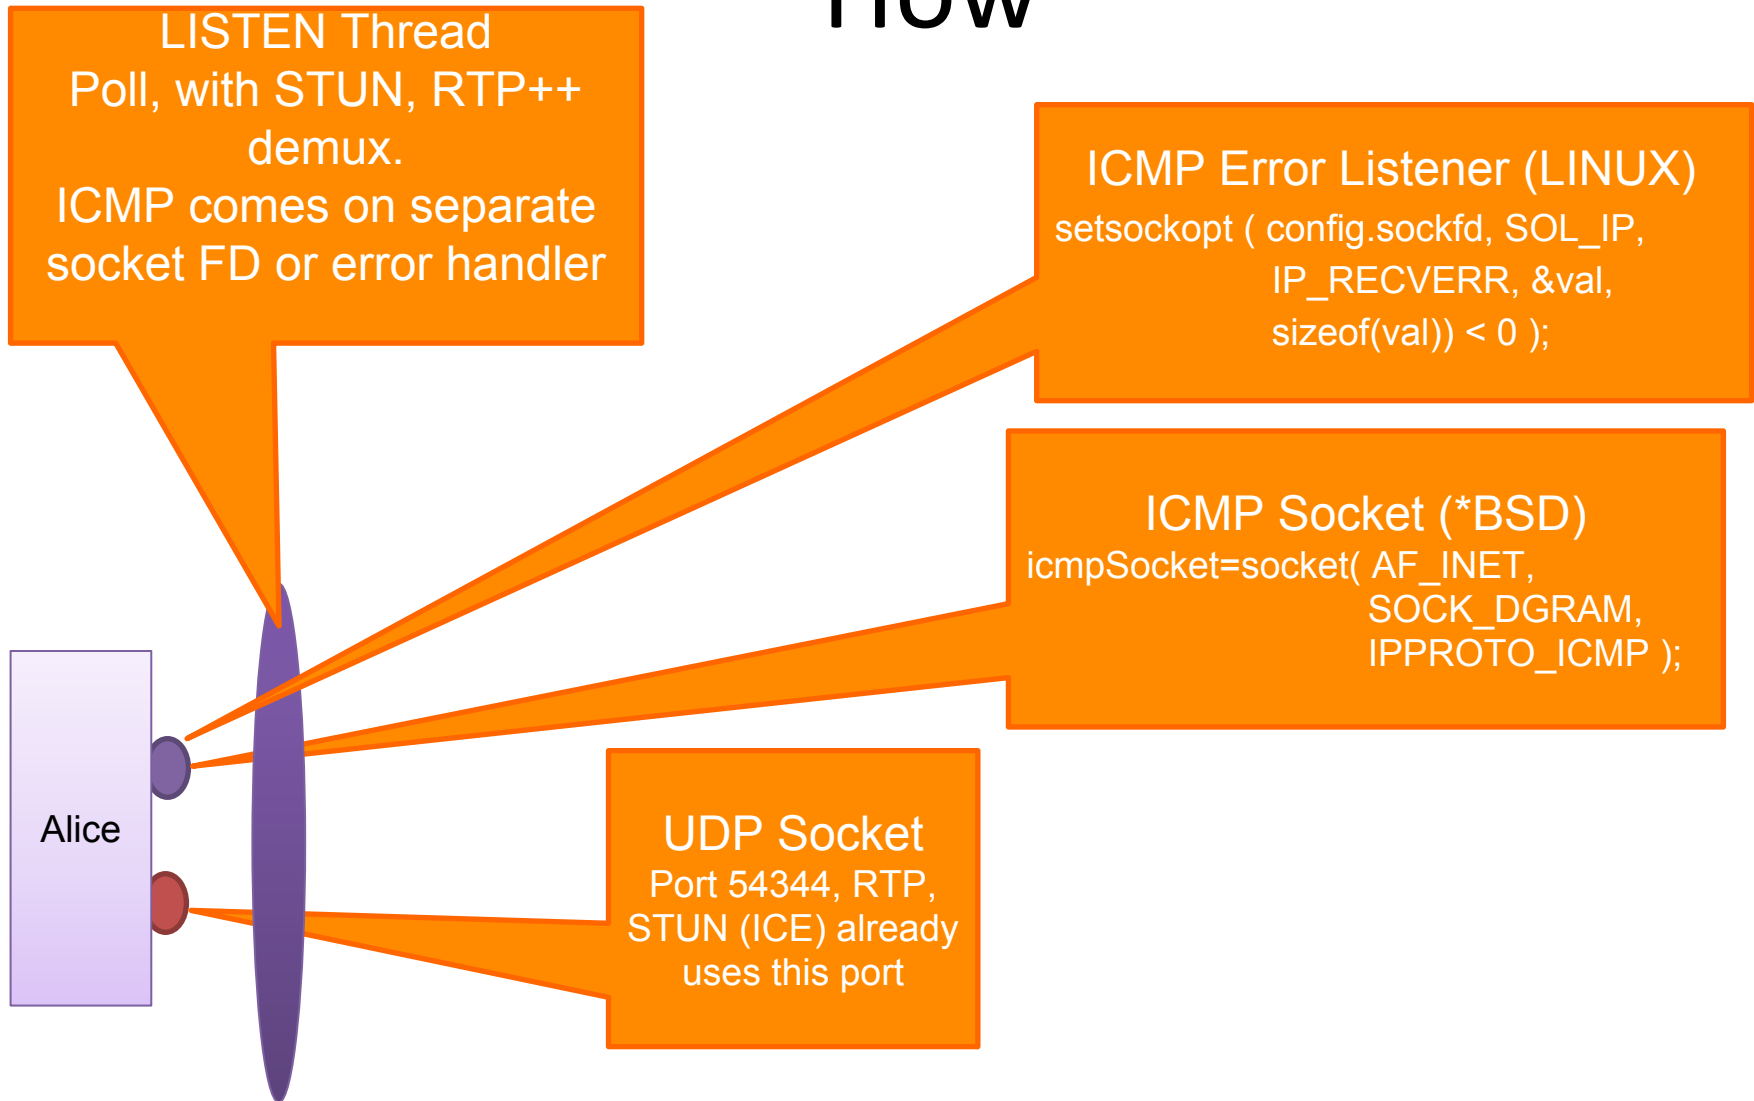 LISTEN Thread
Poll, with STUN, RTP++
demux.
ICMP comes on separate
socket FD or error handler
ICMP Error Listener (LINUX)
setsockopt ( config.sockfd, SOL_IP,
IP_RECVERR, &val,
sizeof(val)) < 0 );
ICMP Socket (*BSD)
icmpSocket=socket( AF_INET,
SOCK_DGRAM,
IPPROTO_ICMP );
Alice
UDP Socket
Port 54344, RTP,
STUN (ICE) already
uses this port